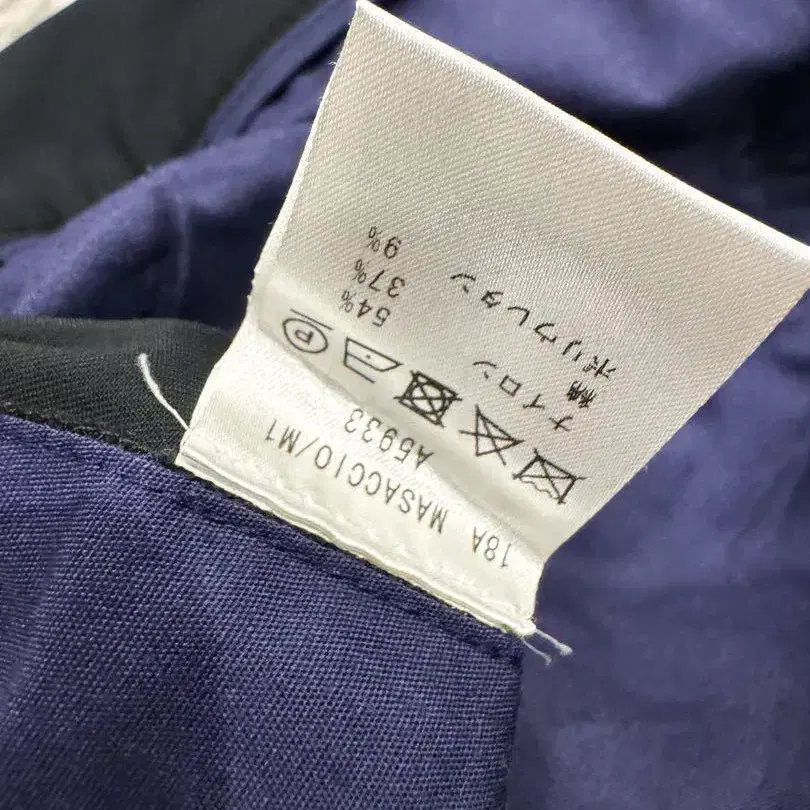 18A MASACCIO/M1
A5933
P
ナイロン 54%
綿 37%
ポリウレタン 9%